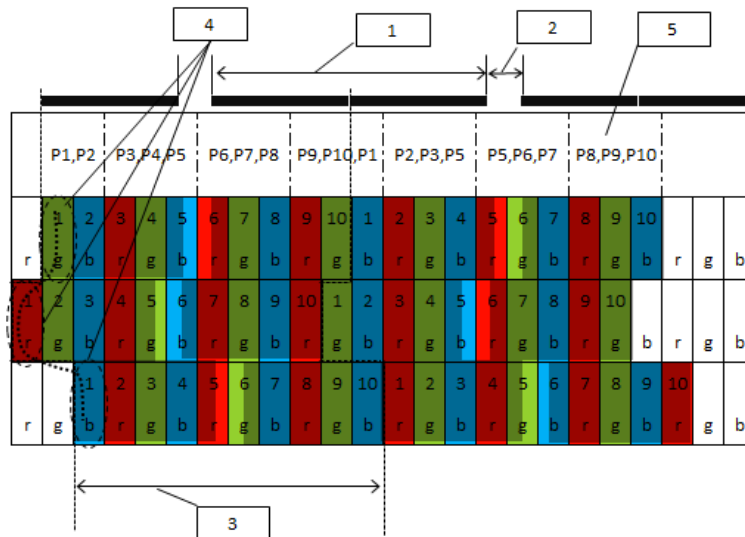 4
1
2
5
P1,P2 P3,P4,P5 P6,P7,P8 P9,P10,P1 P2,P3,P5 P5,P6,P7 P8,P9,P10
1 2 3 4 5 6 7 8 9 10 1 2 3 4 5 6 7 8 9 10
r g b r g b r g b r g b r g b r g b r g b r g b
1 2 3 4 5 6 7 8 9 10 1 2 3 4 5 6 7 8 9 10
r g b r g b r g b r g b r g b r g b r g b r g b
1 2 3 4 5 6 7 8 9 10 1 2 3 4 5 6 7 8 9 10
r g b r g b r g b r g b r g b r g b r g b r g b
3